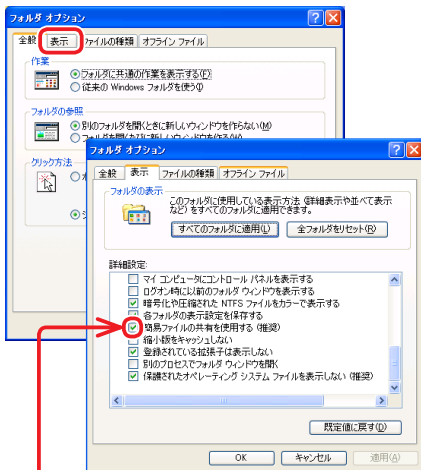 フォルダ オプション
全般 表示 ファイルの種類 オフライン ファイル
作業
フォルダに共通の作業を表示する(F)
従来の Windows フォルダを使う(I)
フォルダの参照
別のフォルダを開くときに新しいウィンドウを作らない(M)
クリック方法
フォルダ オプション
全般 表示 ファイルの種類 オフライン ファイル
フォルダの表示
このフォルダに使用している表示方法 (詳細表示や並べて表示
など) をすべてのフォルダに適用できます。
すべてのフォルダに適用(L) 全フォルダをリセット(R)
詳細設定:
マイ コンピュータにコントロール パネルを表示する
ログオン時に以前のフォルダ ウィンドウを表示する
暗号化や圧縮された NTFS ファイルをカラーで表示する
各フォルダの表示設定を保存する
簡易ファイルの共有を使用する (推奨)
縮小版をキャッシュしない
登録されている拡張子は表示しない
別のプロセスでフォルダ ウィンドウを開く
保護されたオペレーティング システム ファイルを表示しない (推奨)
既定値に戻す(D)
OK キャンセル 適用(A)